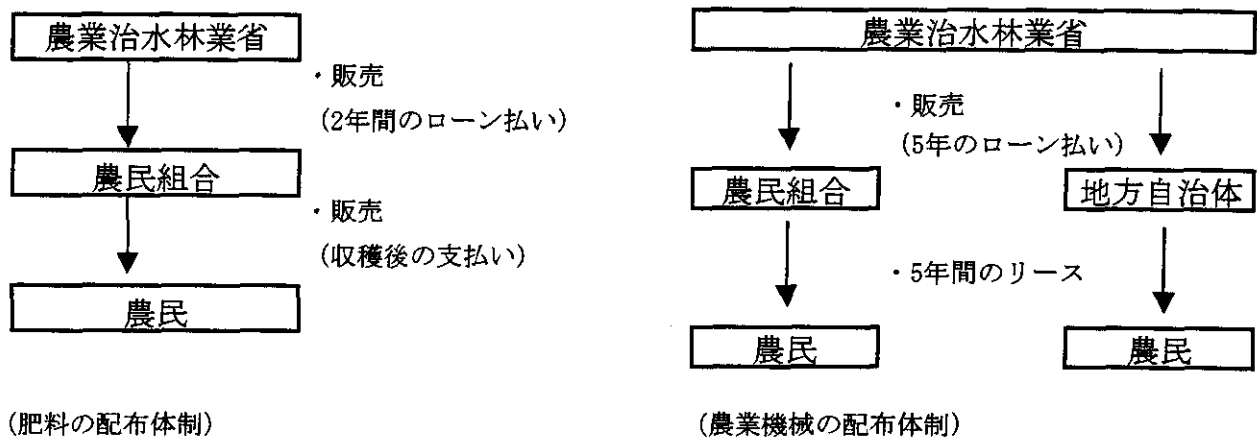 農業治水林業省
・販売
(2年間のローン払い)
農民組合
・販売
(収穫後の支払い)
農民
(肥料の配布体制)
農業治水林業省
・販売
(5年のローン払い)
農民組合
地方自治体
・5年間のリース
農民
農民
(農業機械の配布体制)